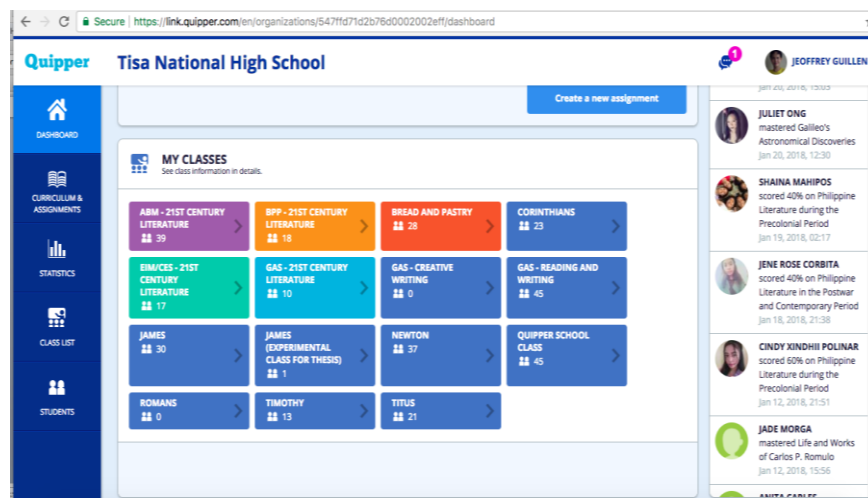 Secure | https://link.quipper.com/en/organizations/547ffd71d2b76d0002002eff/dashboard
Quipper
Tisa National High School
1
JEOFFREY GUILLEN
DASHBOARD
CURRICULUM &
ASSIGNMENTS
STATISTICS
CLASS LIST
STUDENTS
Create a new assignment
MY CLASSES
See class information in details.
ABM - 21ST CENTURY
LITERATURE
39
BPP - 21ST CENTURY
LITERATURE
18
BREAD AND PASTRY
28
CORINTHIANS
23
EIM/CES - 21ST
CENTURY
LITERATURE
17
GAS - 21ST CENTURY
LITERATURE
10
GAS - CREATIVE
WRITING
0
GAS - READING AND
WRITING
45
JAMES
30
JAMES
(EXPERIMENTAL
CLASS FOR THESIS)
1
NEWTON
37
QUIPPER SCHOOL
CLASS
45
ROMANS
0
TIMOTHY
13
TITUS
21
Jan 20, 2018, 15:03
JULIET ONG
mastered Galileo's
Astronomical Discoveries
Jan 20, 2018, 12:30
SHAINA MAHIPOS
scored 40% on Philippine
Literature during the
Precolonial Period
Jan 19, 2018, 02:17
JENE ROSE CORBITA
scored 40% on Philippine
Literature in the Postwar
and Contemporary Period
Jan 18, 2018, 21:38
CINDY XINDHII POLINAR
scored 60% on Philippine
Literature during the
Precolonial Period
Jan 12, 2018, 21:51
JADE MORGA
mastered Life and Works
of Carlos P. Romulo
Jan 12, 2018, 15:56